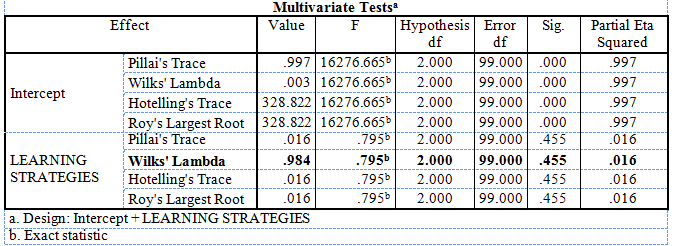 Multivariate Testsᵃ
Effect Value F Hypothesis df Error df Sig. Partial Eta Squared
Intercept
Pillai's Trace .997 16276.665ᵇ 2.000 99.000 .000 .997
Wilks' Lambda .003 16276.665ᵇ 2.000 99.000 .000 .997
Hotelling's Trace 328.822 16276.665ᵇ 2.000 99.000 .000 .997
Roy's Largest Root 328.822 16276.665ᵇ 2.000 99.000 .000 .997
LEARNING STRATEGIES
Pillai's Trace .016 .795ᵇ 2.000 99.000 .455 .016
Wilks' Lambda .984 .795ᵇ 2.000 99.000 .455 .016
Hotelling's Trace .016 .795ᵇ 2.000 99.000 .455 .016
Roy's Largest Root .016 .795ᵇ 2.000 99.000 .455 .016
a. Design: Intercept + LEARNING STRATEGIES
b. Exact statistic